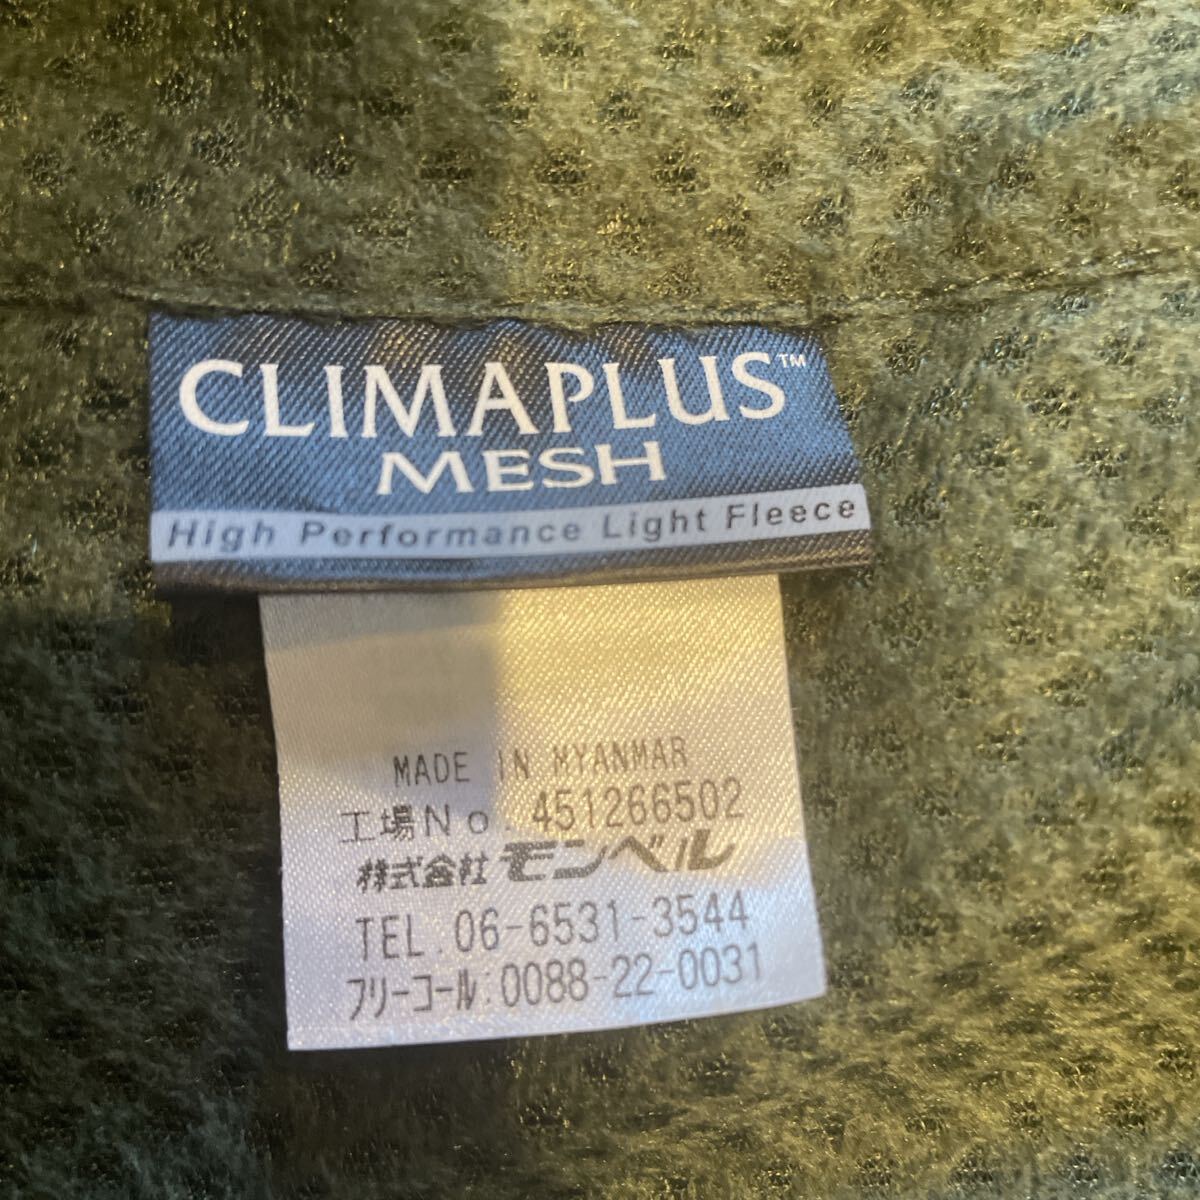 CLIMAPLUS™
MESH
High Performance Light Fleece
MADE IN MYANMAR
工場No. 451266502
株式会社モンベル
TEL. 06-6531-3544
フリーコール:0088-22-0031